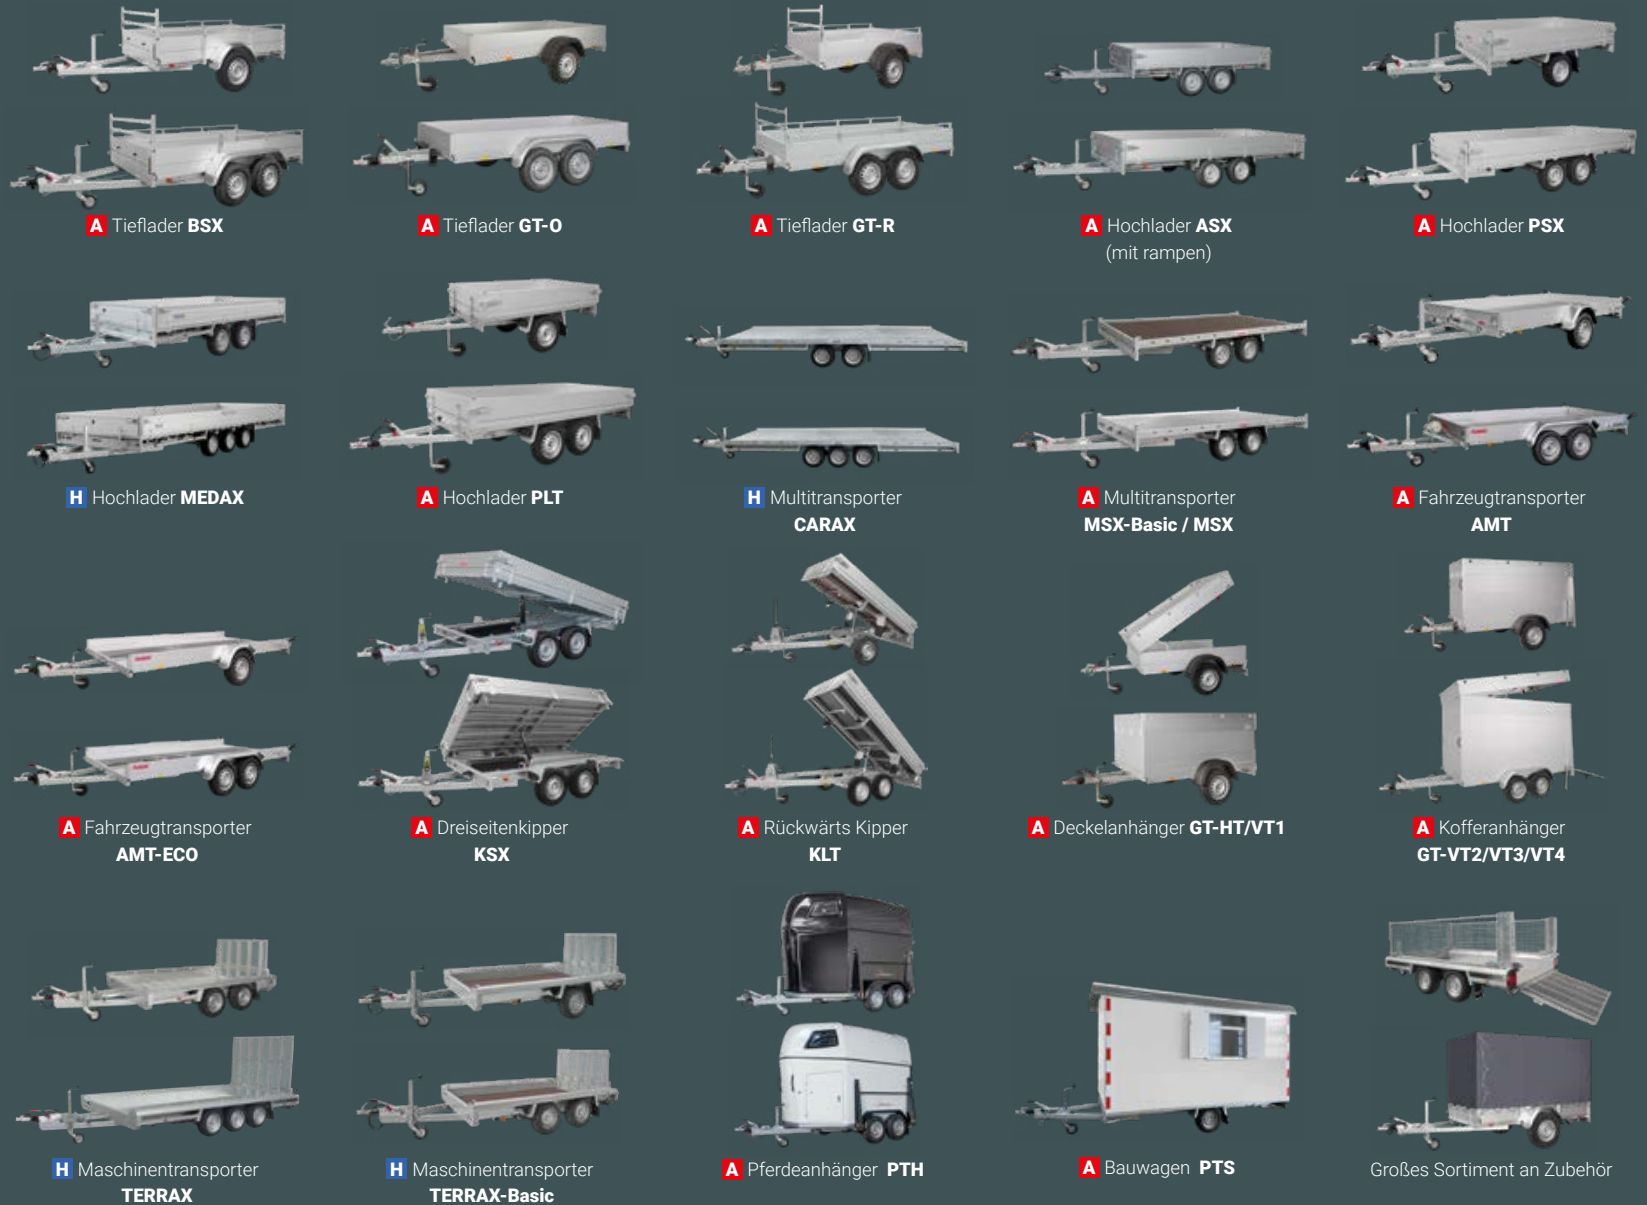 A Tieflader BSX
A Tieflader GT-O
A Tieflader GT-R
A Hochlader ASX
(mit rampen)
A Hochlader PSX
H Hochlader MEDAX
A Hochlader PLT
H Multitransporter
CARAX
A Multitransporter
MSX-Basic / MSX
A Fahrzeugtransporter
AMT
A Fahrzeugtransporter
AMT-ECO
A Dreiseitenkipper
KSX
A Rückwärts Kipper
KLT
A Deckelanhänger GT-HT/VT1
A Kofferanhänger
GT-VT2/VT3/VT4
H Maschinentransporter
TERRAX
H Maschinentransporter
TERRAX-Basic
A Pferdeanhänger PTH
A Bauwagen PTS
Großes Sortiment an Zubehör